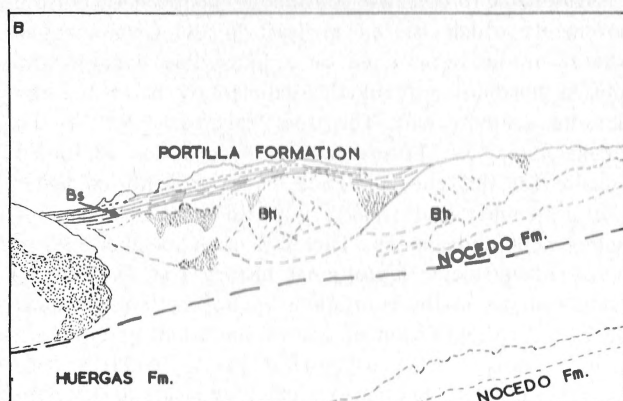 B
PORTILLA FORMATION
Bs
Bh
Bh
NOCEDO Fm.
HUERGAS Fm.
NOCEDO Fm.